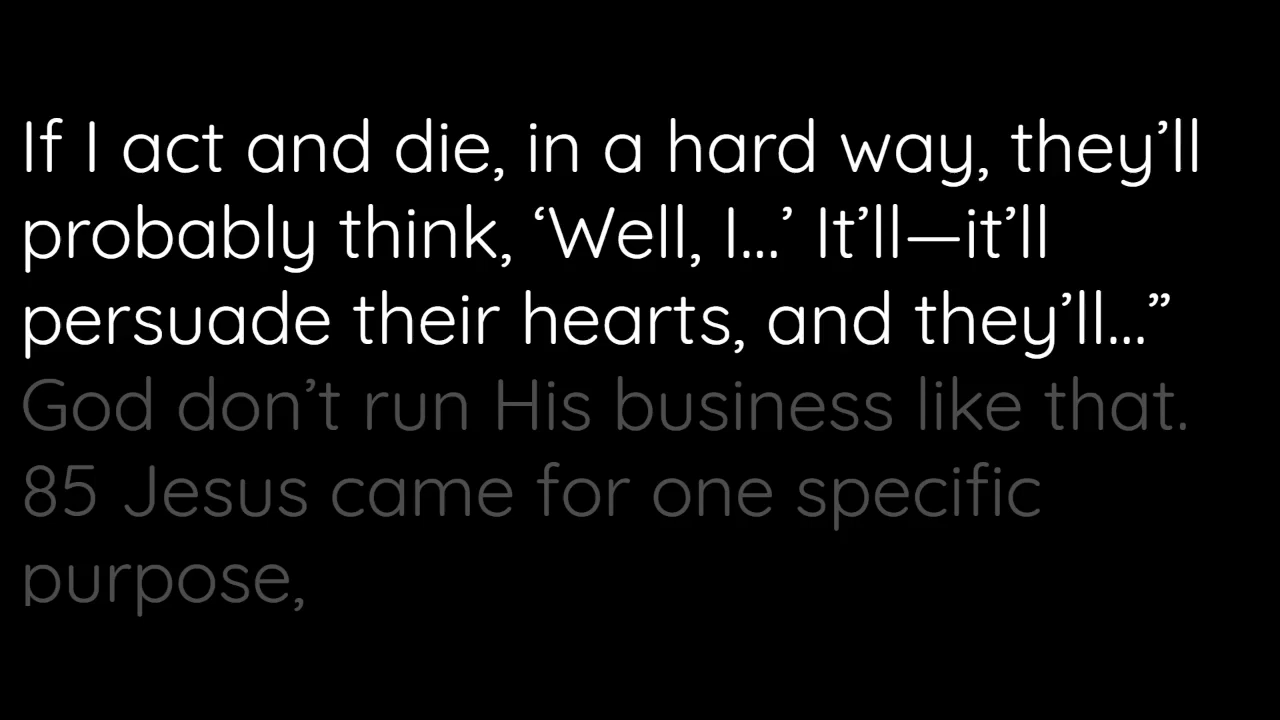 If I act and die, in a hard way, they’ll
probably think, ‘Well, I...’ It’ll—it’ll
persuade their hearts, and they’ll...”
God don’t run His business like that.
85 Jesus came for one specific
purpose,